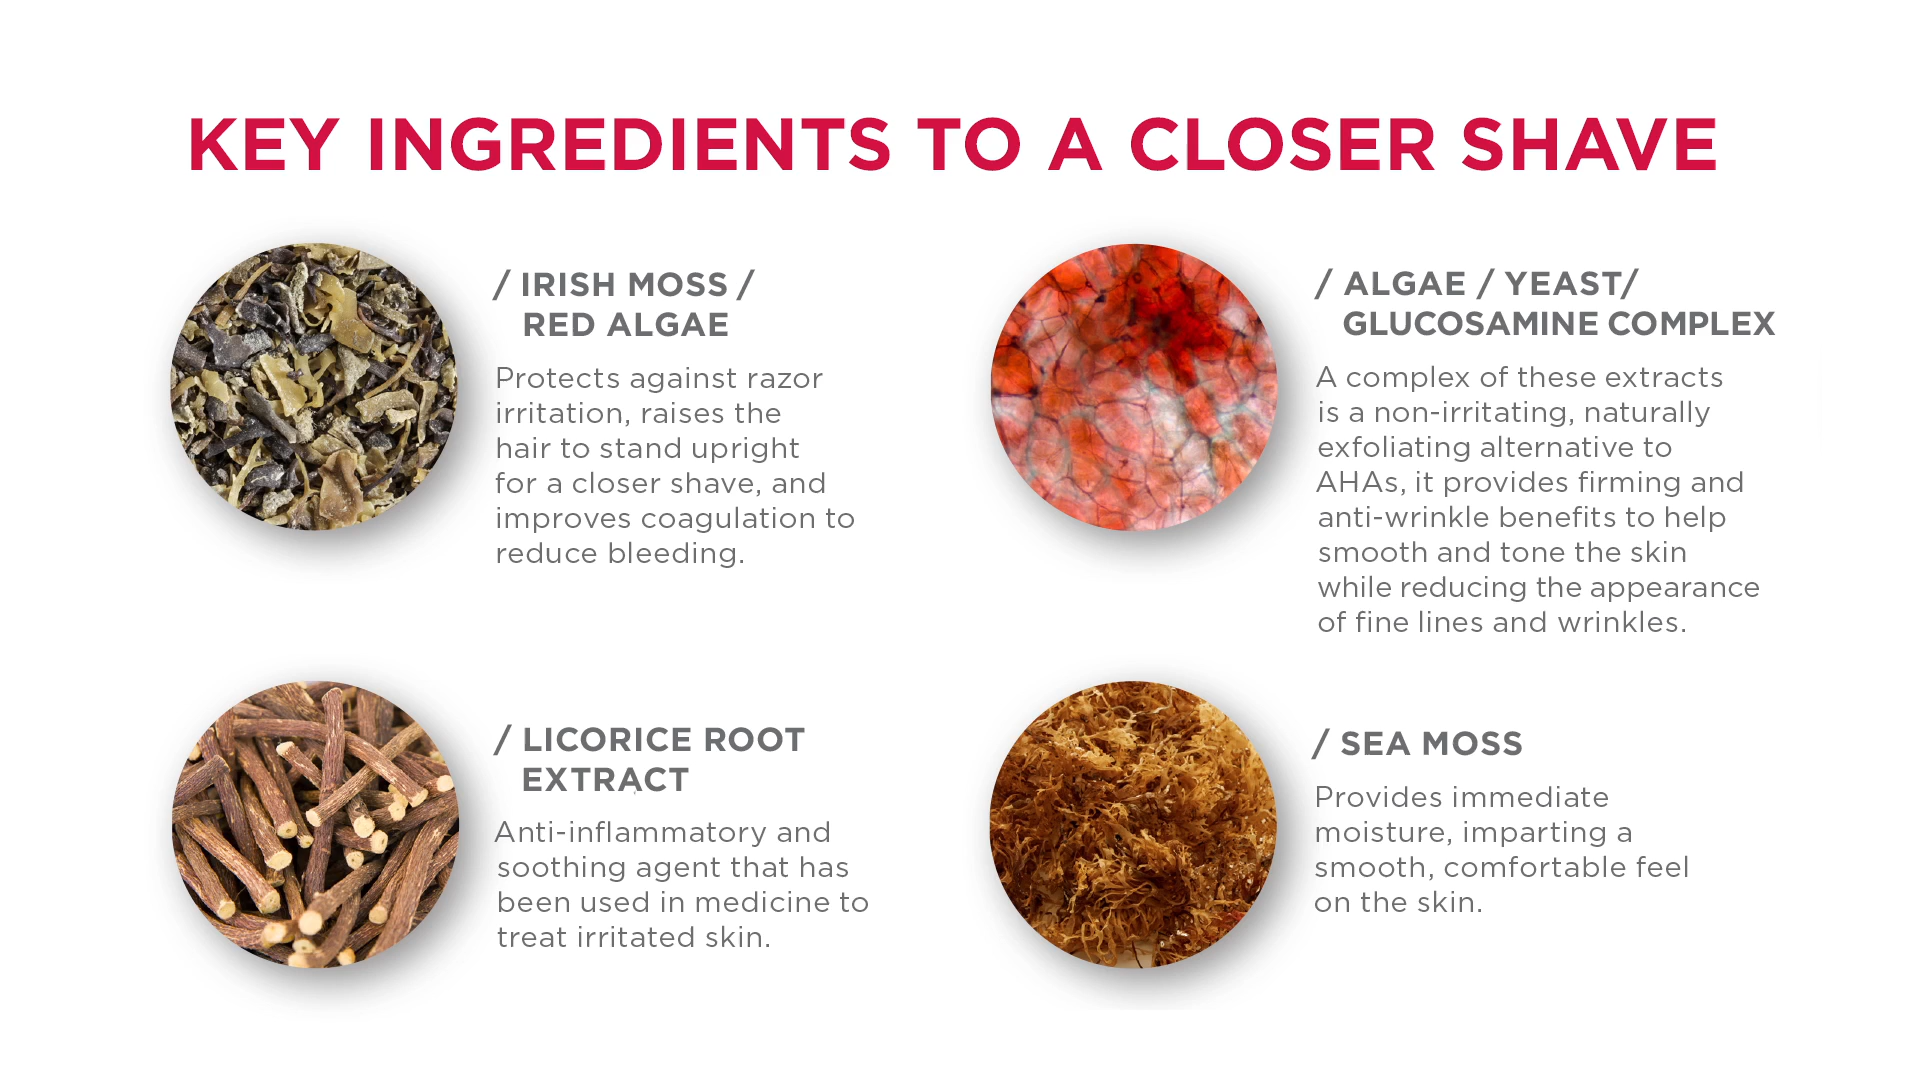 KEY INGREDIENTS TO A CLOSER SHAVE
/ IRISH MOSS /
RED ALGAE
Protects against razor
irritation, raises the
hair to stand upright
for a closer shave, and
improves coagulation to
reduce bleeding.
/ ALGAE / YEAST/
GLUCOSAMINE COMPLEX
A complex of these extracts
is a non-irritating, naturally
exfoliating alternative to
AHAs, it provides firming and
anti-wrinkle benefits to help
smooth and tone the skin
while reducing the appearance
of fine lines and wrinkles.
/ LICORICE ROOT
EXTRACT
Anti-inflammatory and
soothing agent that has
been used in medicine to
treat irritated skin.
/ SEA MOSS
Provides immediate
moisture, imparting a
smooth, comfortable feel
on the skin.